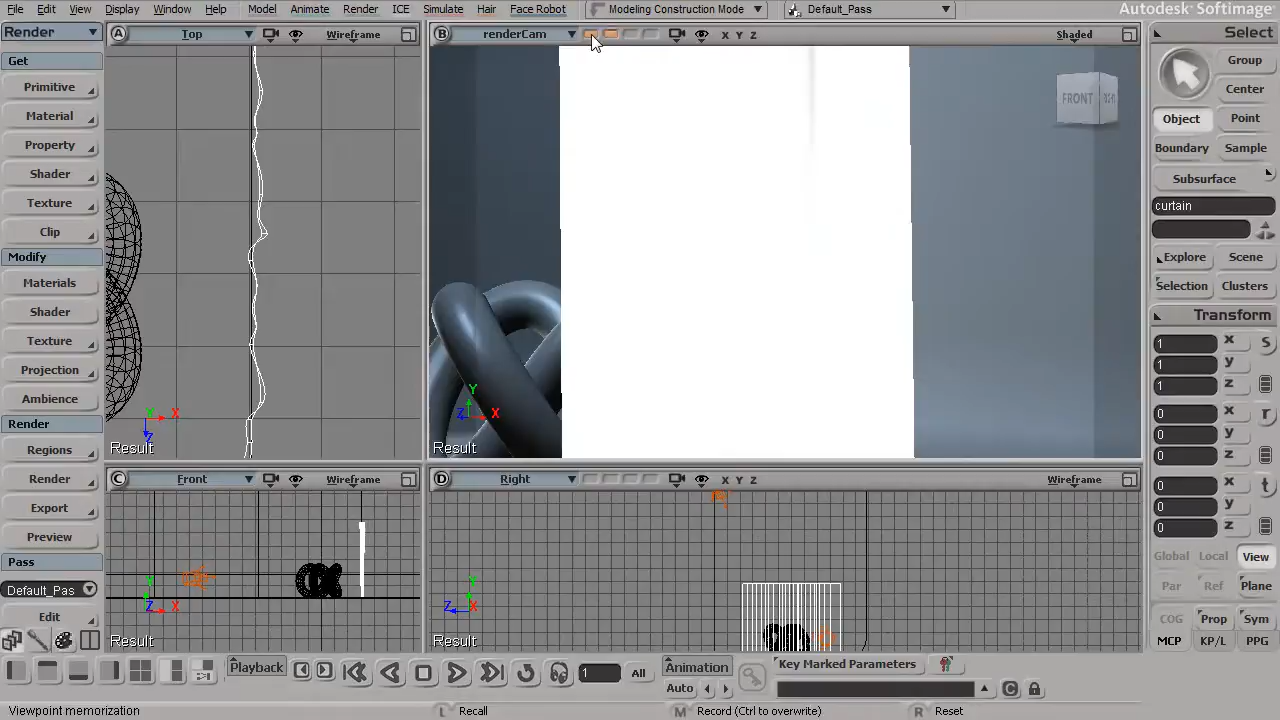 File Edit View Display Window Help Model Animate Render ICE Simulate Hair Face Robot Modeling Construction Mode Default_Pass Autodesk Softimage
Render
A Top Wireframe
B renderCam X Y Z Shaded
Select
Get
Primitive
Material
Property
Shader
Texture
Clip
Modify
Materials
Shader
Texture
Projection
Ambience
Render
Regions
Render
Export
Preview
Pass
Default_Pas
Edit
X
Z
Result
FRONT
Y
Z X
Result
Group
Center
Object Point
Boundary Sample
Subsurface
curtain
Explore Scene
Selection Clusters
Transform
1 x s
1 y
1 z
0 x r
0 y
0 z
0 x t
0 y
0 z
Global Local View
Par Ref Plane
COG Prop Sym
MCP KP/L PPG
C Front Wireframe
Y
Z X
Result
D Right X Y Z Wireframe
Y
Z X
Result
Playback 1 All
Animation
Auto
Key Marked Parameters
Viewpoint memorization L Recall M Record (Ctrl to overwrite) R Reset